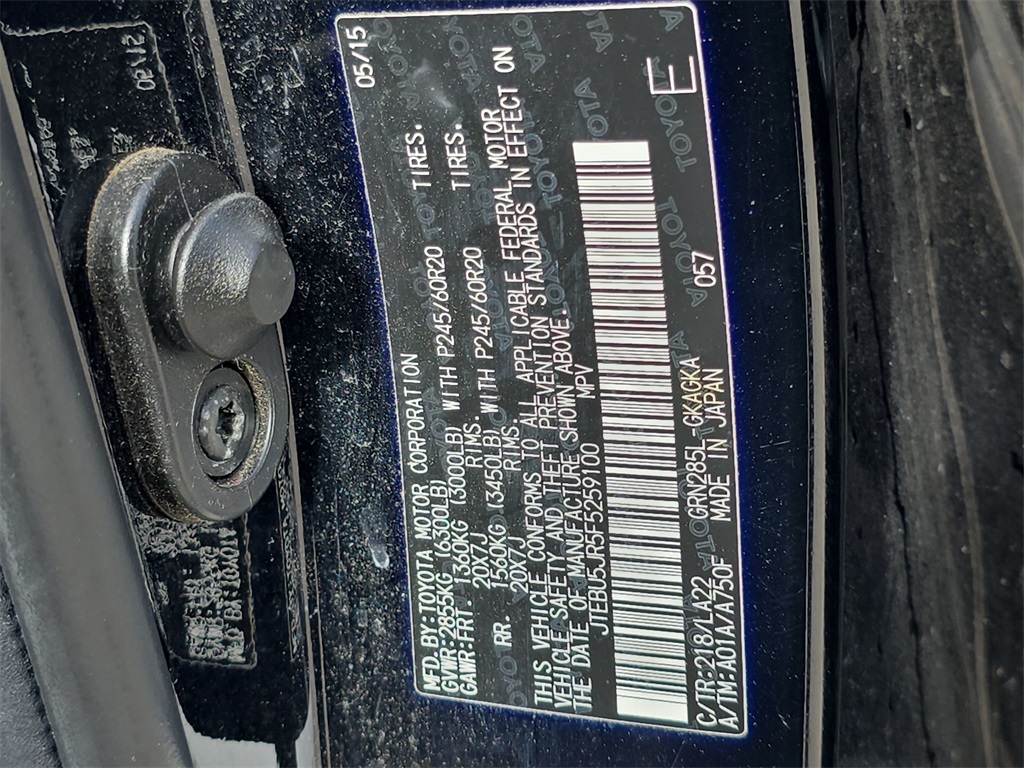 MFD.BY:TOYOTA MOTOR CORPORATION 05/15
GVWR:2855KG (6300LB)
GAWR:FRT. 1360KG (3000LB) WITH P245/60R20 TIRES.
20X7J RIMS.
RR. 1560KG (3450LB) WITH P245/60R20 TIRES.
20X7J RIMS.
THIS VEHICLE CONFORMS TO ALL APPLICABLE FEDERAL MOTOR
VEHICLE SAFETY AND THEFT PREVENTION STANDARDS IN EFFECT ON
THE DATE OF MANUFACTURE SHOWN ABOVE.
JTEBU5JR5F5259100 MPV
C/TR:218/LA22 GRN285L-GKAGKA 057
A/TM:A01A/A750F MADE IN JAPAN
E
TOYOTA